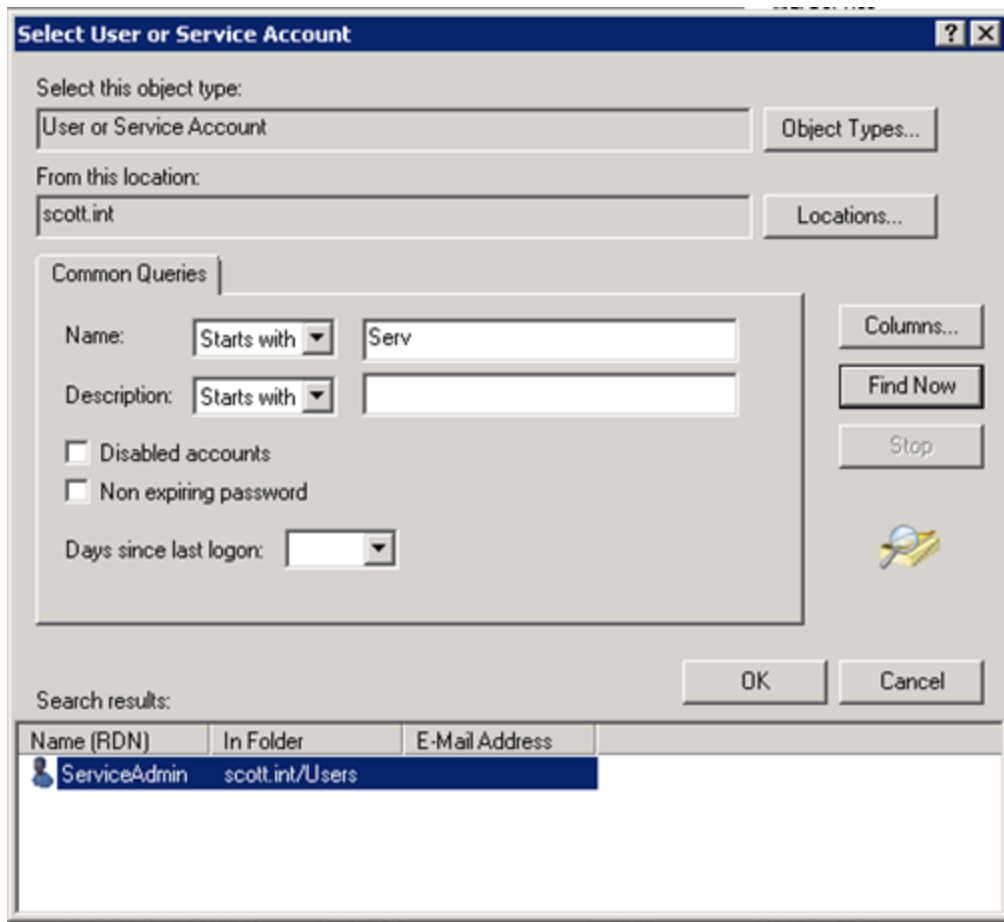 Select User or Service Account
Select this object type:
User or Service Account
Object Types...
From this location:
scott.int
Locations...
Common Queries
Name: Starts with Serv
Columns...
Description: Starts with
Find Now
Disabled accounts
Stop
Non expiring password
Days since last logon:
OK Cancel
Search results:
Name (RDN) In Folder E-Mail Address
ServiceAdmin scott.int/Users